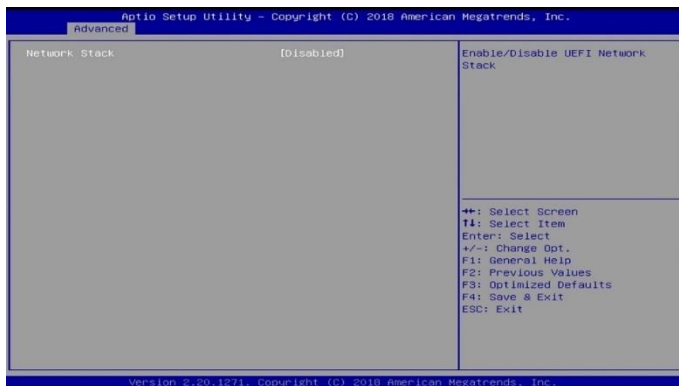 Aptio Setup Utility – Copyright (C) 2018 American Megatrends, Inc.
Advanced
Network Stack [Disabled]
Enable/Disable UEFI Network
Stack
→←: Select Screen
↑↓: Select Item
Enter: Select
+/-: Change Opt.
F1: General Help
F2: Previous Values
F3: Optimized Defaults
F4: Save & Exit
ESC: Exit
Version 2.20.1271. Copyright (C) 2018 American Megatrends, Inc.